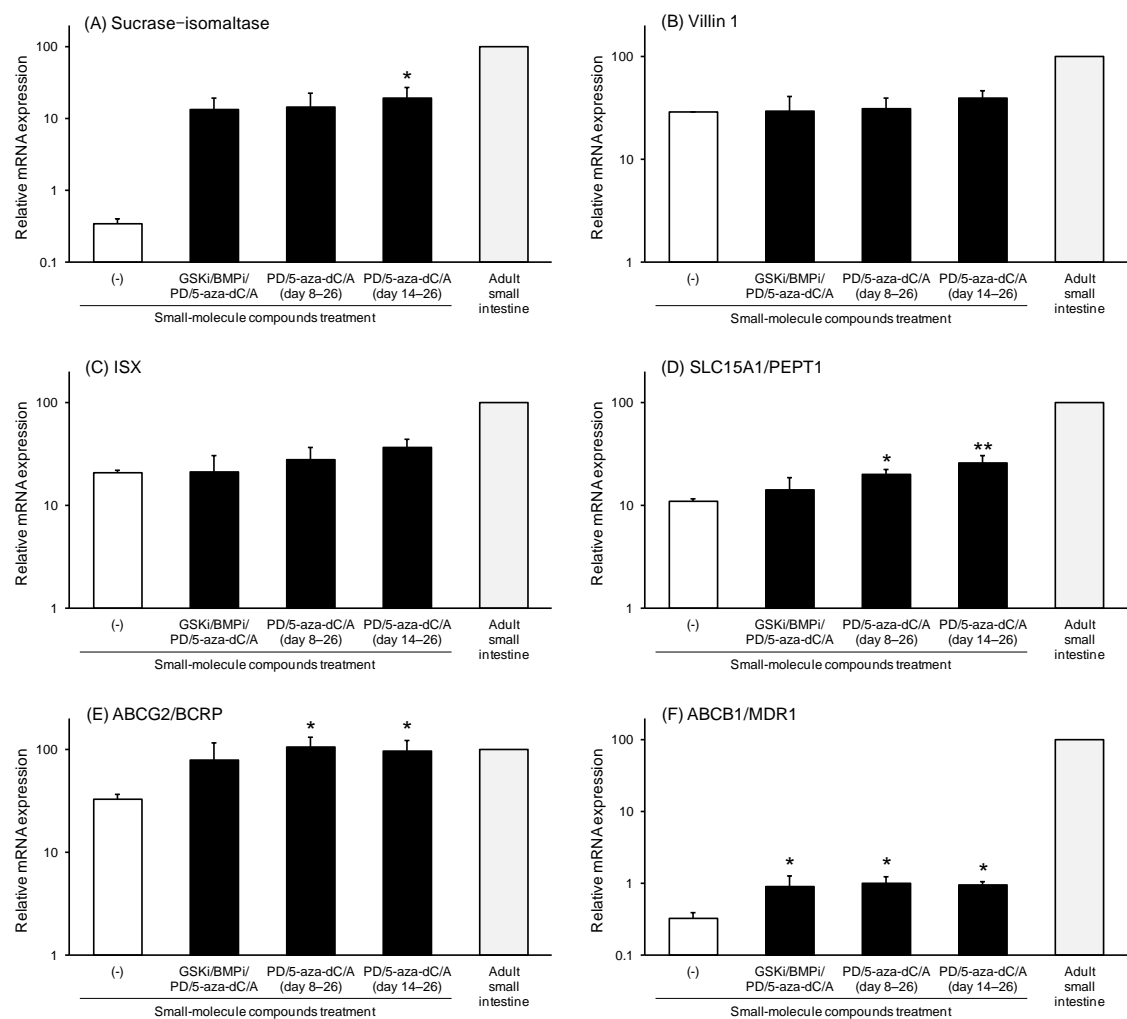 (A) Sucrase−isomaltase
Relative mRNA expression
100
10
1
0.1
(-)
GSKi/BMPi/
PD/5-aza-dC/A
PD/5-aza-dC/A
(day 8–26)
PD/5-aza-dC/A
(day 14–26)
Adult
small
intestine
*
Small-molecule compounds treatment
(B) Villin 1
Relative mRNA expression
100
10
1
(-)
GSKi/BMPi/
PD/5-aza-dC/A
PD/5-aza-dC/A
(day 8–26)
PD/5-aza-dC/A
(day 14–26)
Adult
small
intestine
Small-molecule compounds treatment
(C) ISX
Relative mRNA expression
100
10
1
(-)
GSKi/BMPi/
PD/5-aza-dC/A
PD/5-aza-dC/A
(day 8–26)
PD/5-aza-dC/A
(day 14–26)
Adult
small
intestine
Small-molecule compounds treatment
(D) SLC15A1/PEPT1
Relative mRNA expression
100
10
1
*
**
(-)
GSKi/BMPi/
PD/5-aza-dC/A
PD/5-aza-dC/A
(day 8–26)
PD/5-aza-dC/A
(day 14–26)
Adult
small
intestine
Small-molecule compounds treatment
(E) ABCG2/BCRP
Relative mRNA expression
100
10
1
*
*
(-)
GSKi/BMPi/
PD/5-aza-dC/A
PD/5-aza-dC/A
(day 8–26)
PD/5-aza-dC/A
(day 14–26)
Adult
small
intestine
Small-molecule compounds treatment
(F) ABCB1/MDR1
Relative mRNA expression
100
10
1
0.1
*
*
*
(-)
GSKi/BMPi/
PD/5-aza-dC/A
PD/5-aza-dC/A
(day 8–26)
PD/5-aza-dC/A
(day 14–26)
Adult
small
intestine
Small-molecule compounds treatment